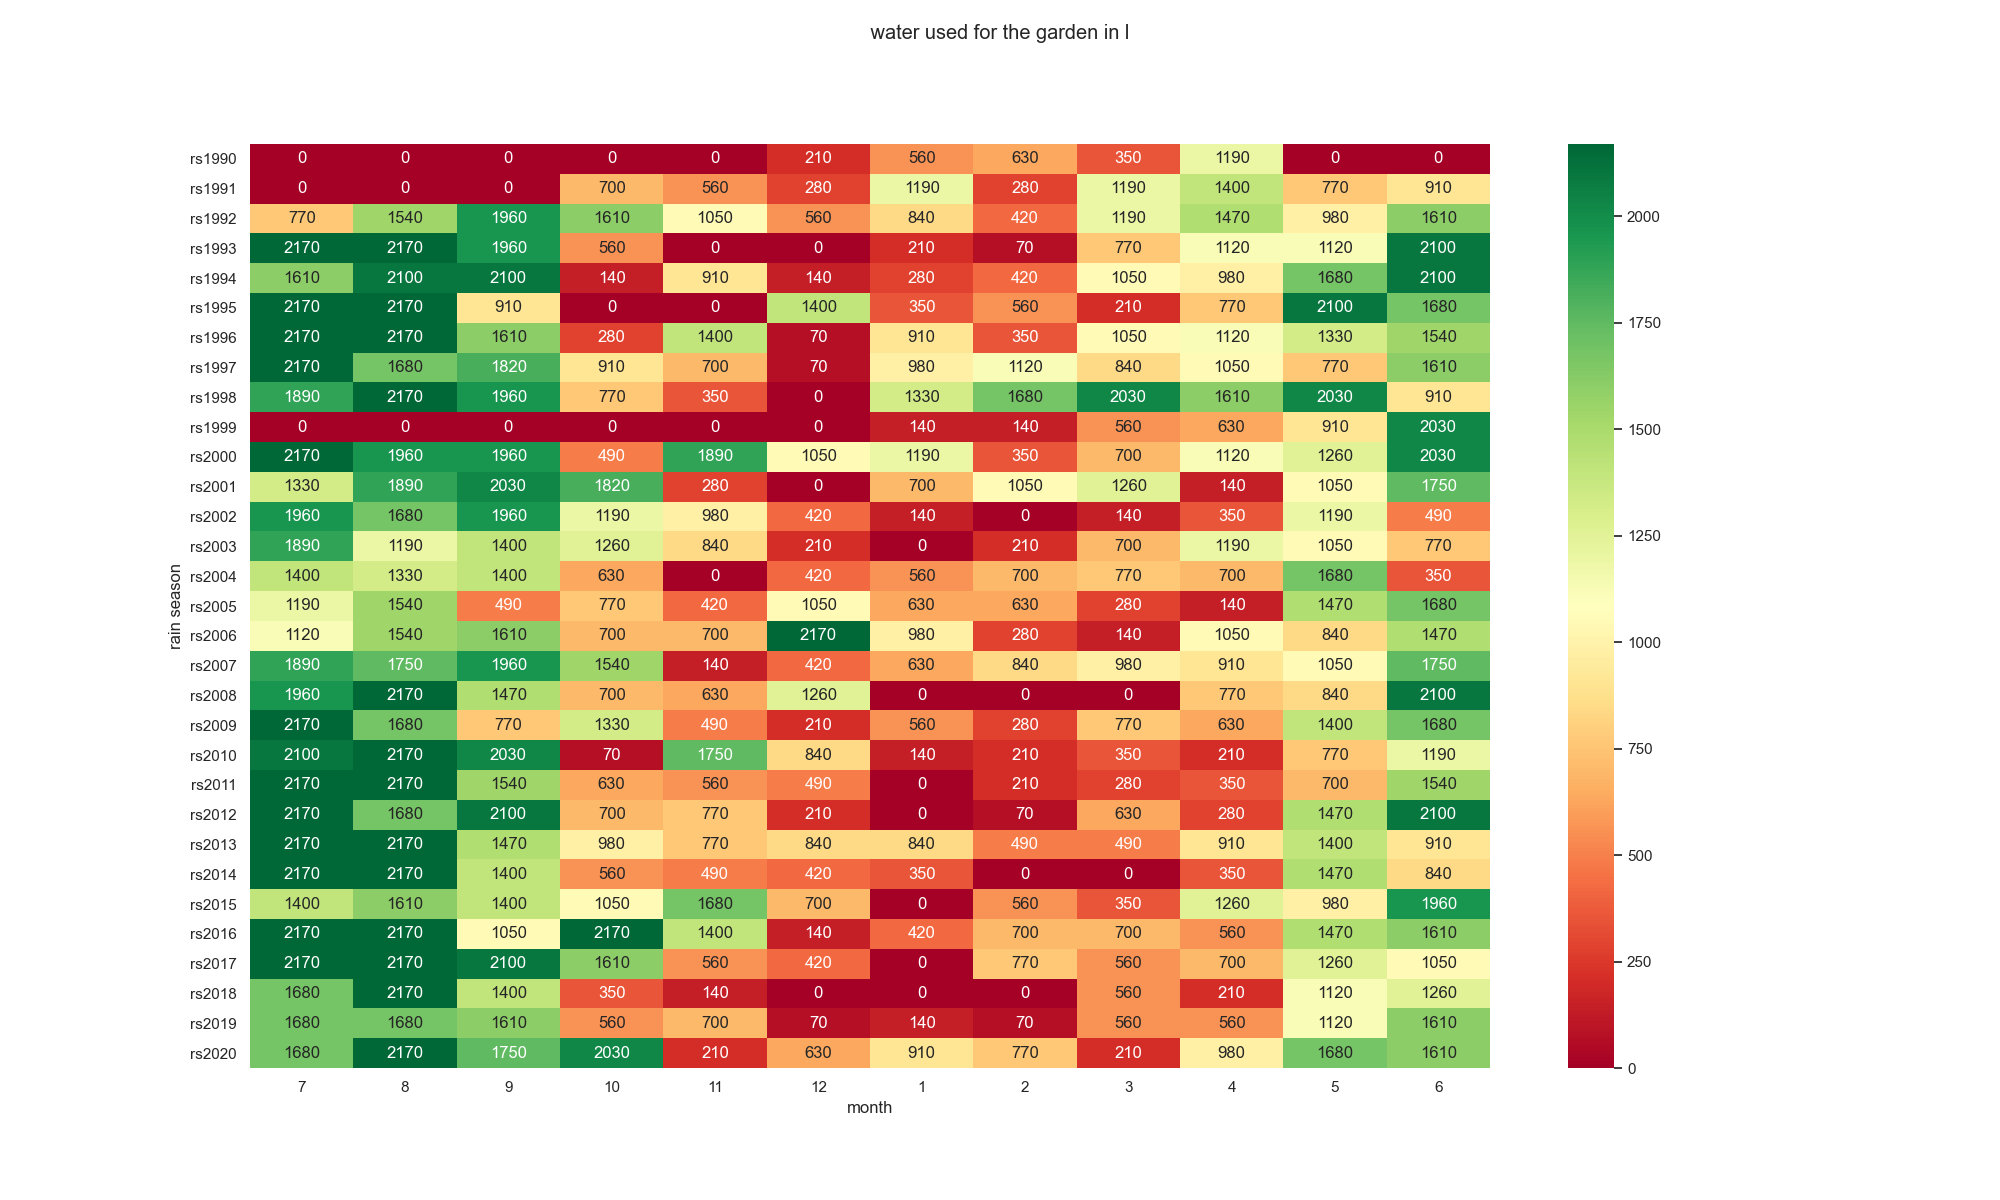 water used for the garden in l
rs1990 0 0 0 0 0 210 560 630 350 1190 0 0
rs1991 0 0 0 700 560 280 1190 280 1190 1400 770 910
rs1992 770 1540 1960 1610 1050 560 840 420 1190 1470 980 1610
rs1993 2170 2170 1960 560 0 0 210 70 770 1120 1120 2100
rs1994 1610 2100 2100 140 910 140 280 420 1050 980 1680 2100
rs1995 2170 2170 910 0 0 1400 350 560 210 770 2100 1680
rs1996 2170 2170 1610 280 1400 70 910 350 1050 1120 1330 1540
rs1997 2170 1680 1820 910 700 70 980 1120 840 1050 770 1610
rs1998 1890 2170 1960 770 350 0 1330 1680 2030 1610 2030 910
rs1999 0 0 0 0 0 0 140 140 560 630 910 2030
rs2000 2170 1960 1960 490 1890 1050 1190 350 700 1120 1260 2030
rs2001 1330 1890 2030 1820 280 0 700 1050 1260 140 1050 1750
rs2002 1960 1680 1960 1190 980 420 140 0 140 350 1190 490
rs2003 1890 1190 1400 1260 840 210 0 210 700 1190 1050 770
rs2004 1400 1330 1400 630 0 420 560 700 770 700 1680 350
rs2005 1190 1540 490 770 420 1050 630 630 280 140 1470 1680
rs2006 1120 1540 1610 700 700 2170 980 280 140 1050 840 1470
rs2007 1890 1750 1960 1540 140 420 630 840 980 910 1050 1750
rs2008 1960 2170 1470 700 630 1260 0 0 0 770 840 2100
rs2009 2170 1680 770 1330 490 210 560 280 770 630 1400 1680
rs2010 2100 2170 2030 70 1750 840 140 210 350 210 770 1190
rs2011 2170 2170 1540 630 560 490 0 210 280 350 700 1540
rs2012 2170 1680 2100 700 770 210 0 70 630 280 1470 2100
rs2013 2170 2170 1470 980 770 840 840 490 490 910 1400 910
rs2014 2170 2170 1400 560 490 420 350 0 0 350 1470 840
rs2015 1400 1610 1400 1050 1680 700 0 560 350 1260 980 1960
rs2016 2170 2170 1050 2170 1400 140 420 700 700 560 1470 1610
rs2017 2170 2170 2100 1610 560 420 0 770 560 700 1260 1050
rs2018 1680 2170 1400 350 140 0 0 0 560 210 1120 1260
rs2019 1680 1680 1610 560 700 70 140 70 560 560 1120 1610
rs2020 1680 2170 1750 2030 210 630 910 770 210 980 1680 1610
7 8 9 10 11 12 1 2 3 4 5 6
month
rain season
2000
1750
1500
1250
1000
750
500
250
0